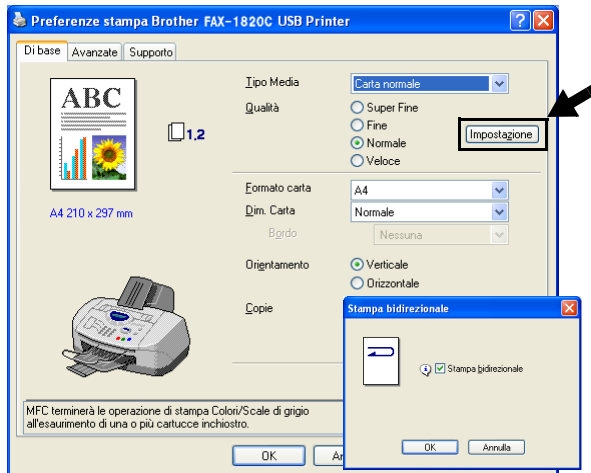 Preferenze stampa Brother FAX-1820C USB Printer
Di base
Avanzate
Supporto
ABC
1,2
A4 210 x 297 mm
Tipo Media
Carta normale
Qualità
Super Fine
Fine
Normale
Veloce
Impostazione
Formato carta
A4
Dim. Carta
Normale
Bordo
Nessuna
Orientamento
Verticale
Orizzontale
Copie
Stampa bidirezionale
Stampa bidirezionale
OK
Annulla
MFC terminerà le operazione di stampa Colori/Scale di grigio
all'esaurimento di una o più cartucce inchiostro.
OK